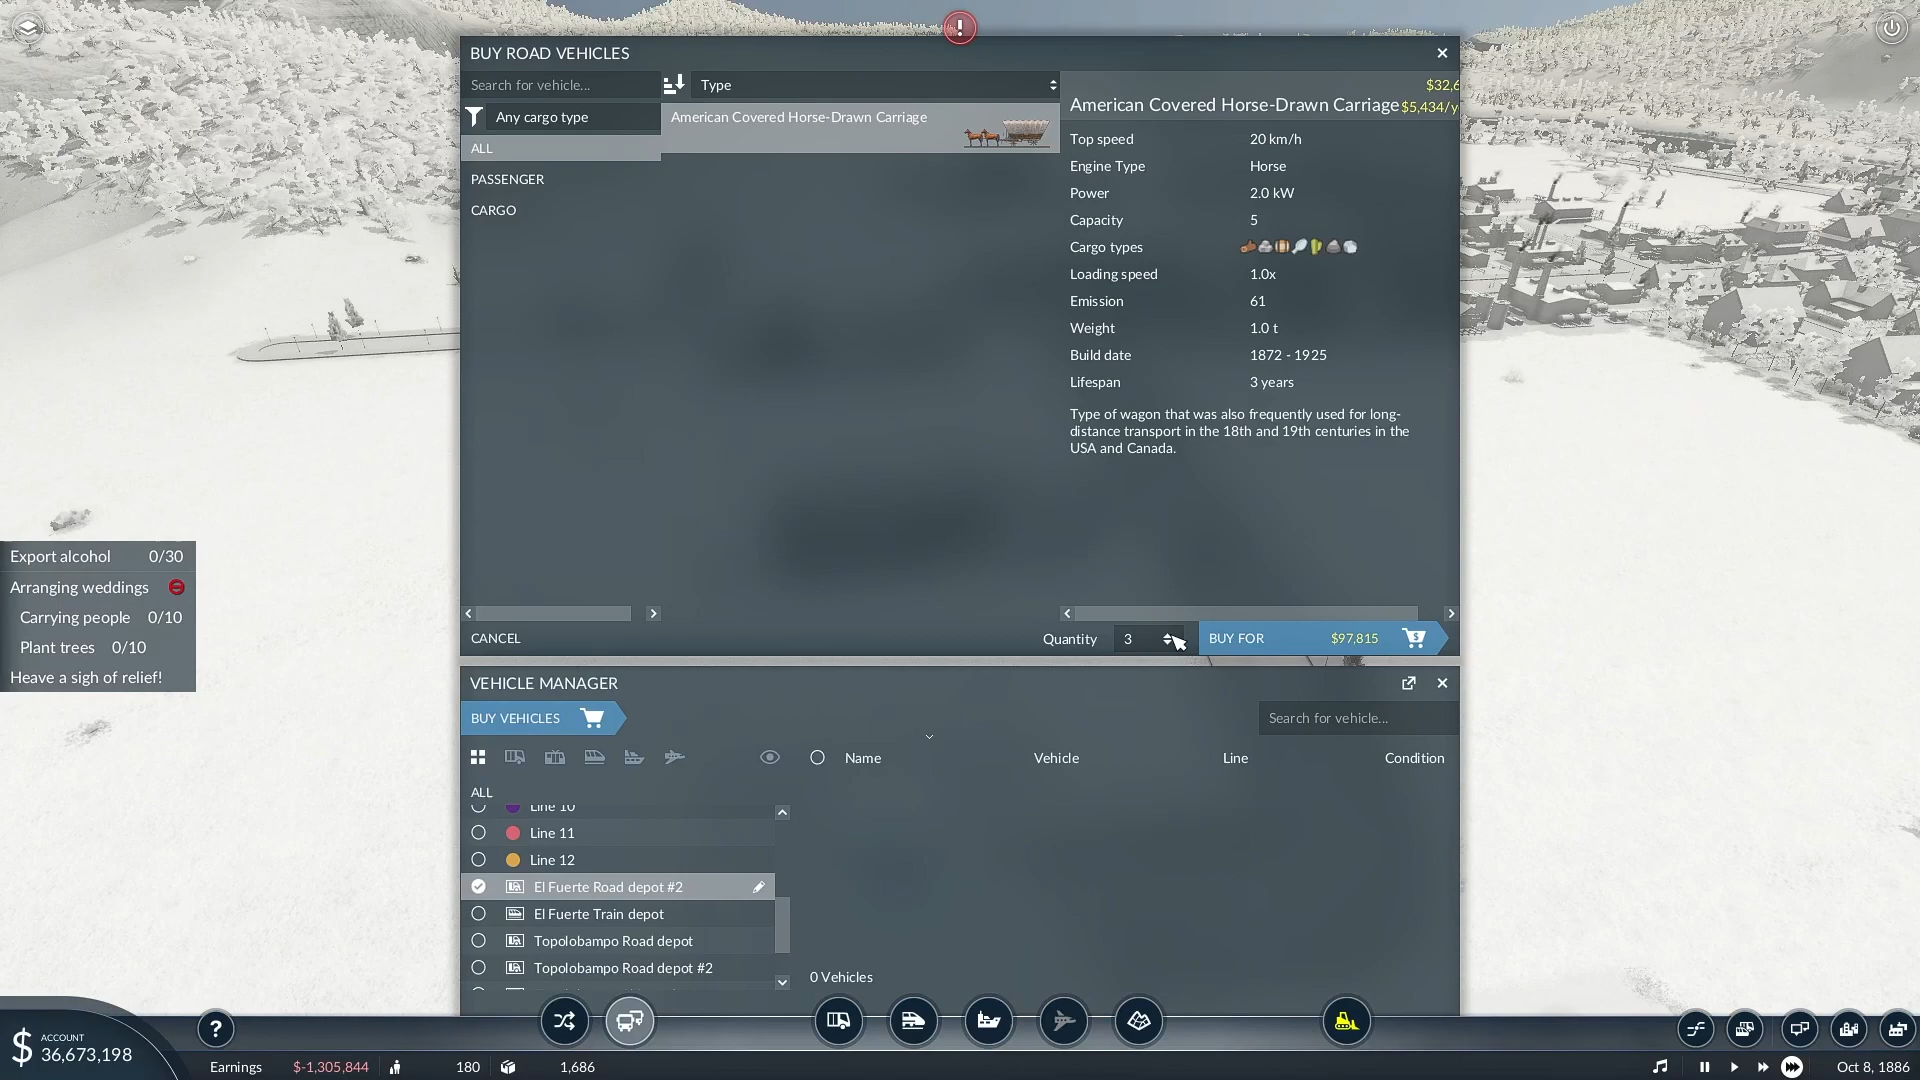 BUY ROAD VEHICLES
Search for vehicle...
Type
$32,6
Any cargo type
American Covered Horse-Drawn Carriage
American Covered Horse-Drawn Carriage
$5,434/y
ALL
PASSENGER
CARGO
Top speed 20 km/h
Engine Type Horse
Power 2.0 kW
Capacity 5
Cargo types
Loading speed 1.0x
Emission 61
Weight 1.0 t
Build date 1872 - 1925
Lifespan 3 years
Type of wagon that was also frequently used for long-
distance transport in the 18th and 19th centuries in the
USA and Canada.
Export alcohol 0/30
Arranging weddings
Carrying people 0/10
Plant trees 0/10
Heave a sigh of relief!
CANCEL
Quantity 3
BUY FOR $97,815
VEHICLE MANAGER
BUY VEHICLES
Search for vehicle...
Name Vehicle Line Condition
ALL
Line 10
Line 11
Line 12
El Fuerte Road depot #2
El Fuerte Train depot
Topolobampo Road depot
Topolobampo Road depot #2
0 Vehicles
$ ACCOUNT
36,673,198
?
Earnings $-1,305,844 180 1,686
Oct 8, 1886